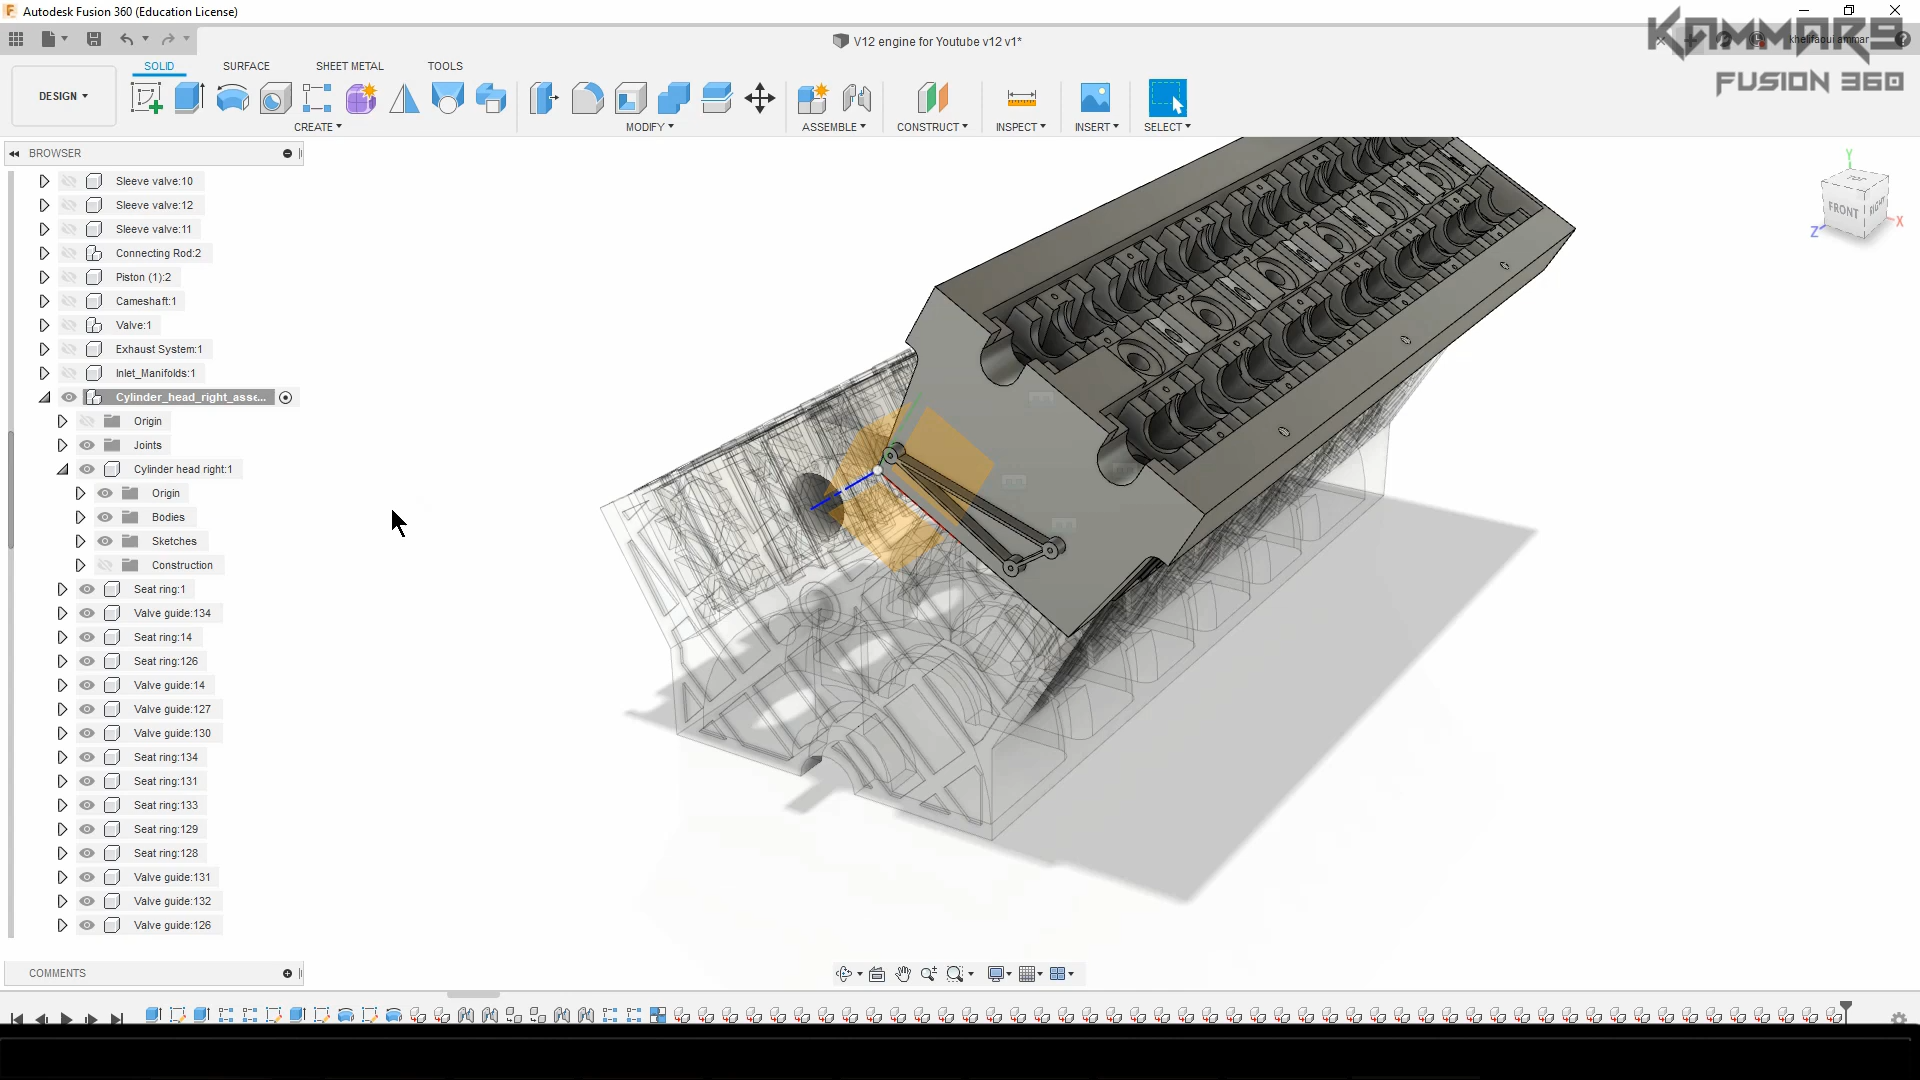 Autodesk Fusion 360 (Education License)
V12 engine for Youtube v12 v1*
khelifaoui ammar
KAMMAR3
FUSION 360
SOLID
SURFACE
SHEET METAL
TOOLS
DESIGN
CREATE
MODIFY
ASSEMBLE
CONSTRUCT
INSPECT
INSERT
SELECT
BROWSER
Sleeve valve:10
Sleeve valve:12
Sleeve valve:11
Connecting Rod:2
Piston (1):2
Cameshaft:1
Valve:1
Exhaust System:1
Inlet_Manifolds:1
Cylinder_head_right_asse...
Origin
Joints
Cylinder head right:1
Origin
Bodies
Sketches
Construction
Seat ring:1
Valve guide:134
Seat ring:14
Seat ring:126
Valve guide:14
Valve guide:127
Valve guide:130
Seat ring:134
Seat ring:131
Seat ring:133
Seat ring:129
Seat ring:128
Valve guide:131
Valve guide:132
Valve guide:126
COMMENTS
Y
TOP
FRONT
RIGHT
X
Z